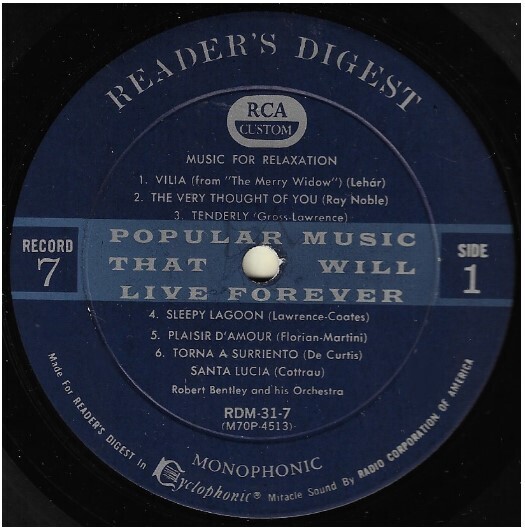 READER'S DIGEST
RCA
CUSTOM
MUSIC FOR RELAXATION
1. VILIA (from "The Merry Widow") (Lehár)
2. THE VERY THOUGHT OF YOU (Ray Noble)
3. TENDERLY (Gross-Lawrence)
RECORD
7
POPULAR MUSIC
THAT WILL
LIVE FOREVER
SIDE
1
4. SLEEPY LAGOON (Lawrence-Coates)
5. PLAISIR D'AMOUR (Florian-Martini)
6. TORNA A SURRIENTO (De Curtis)
SANTA LUCIA (Cottrau)
Robert Bentley and his Orchestra
RDM-31-7
(M70P-4513)
MONOPHONIC
Made For READER'S DIGEST in Cyclophonic® Miracle Sound By RADIO CORPORATION OF AMERICA